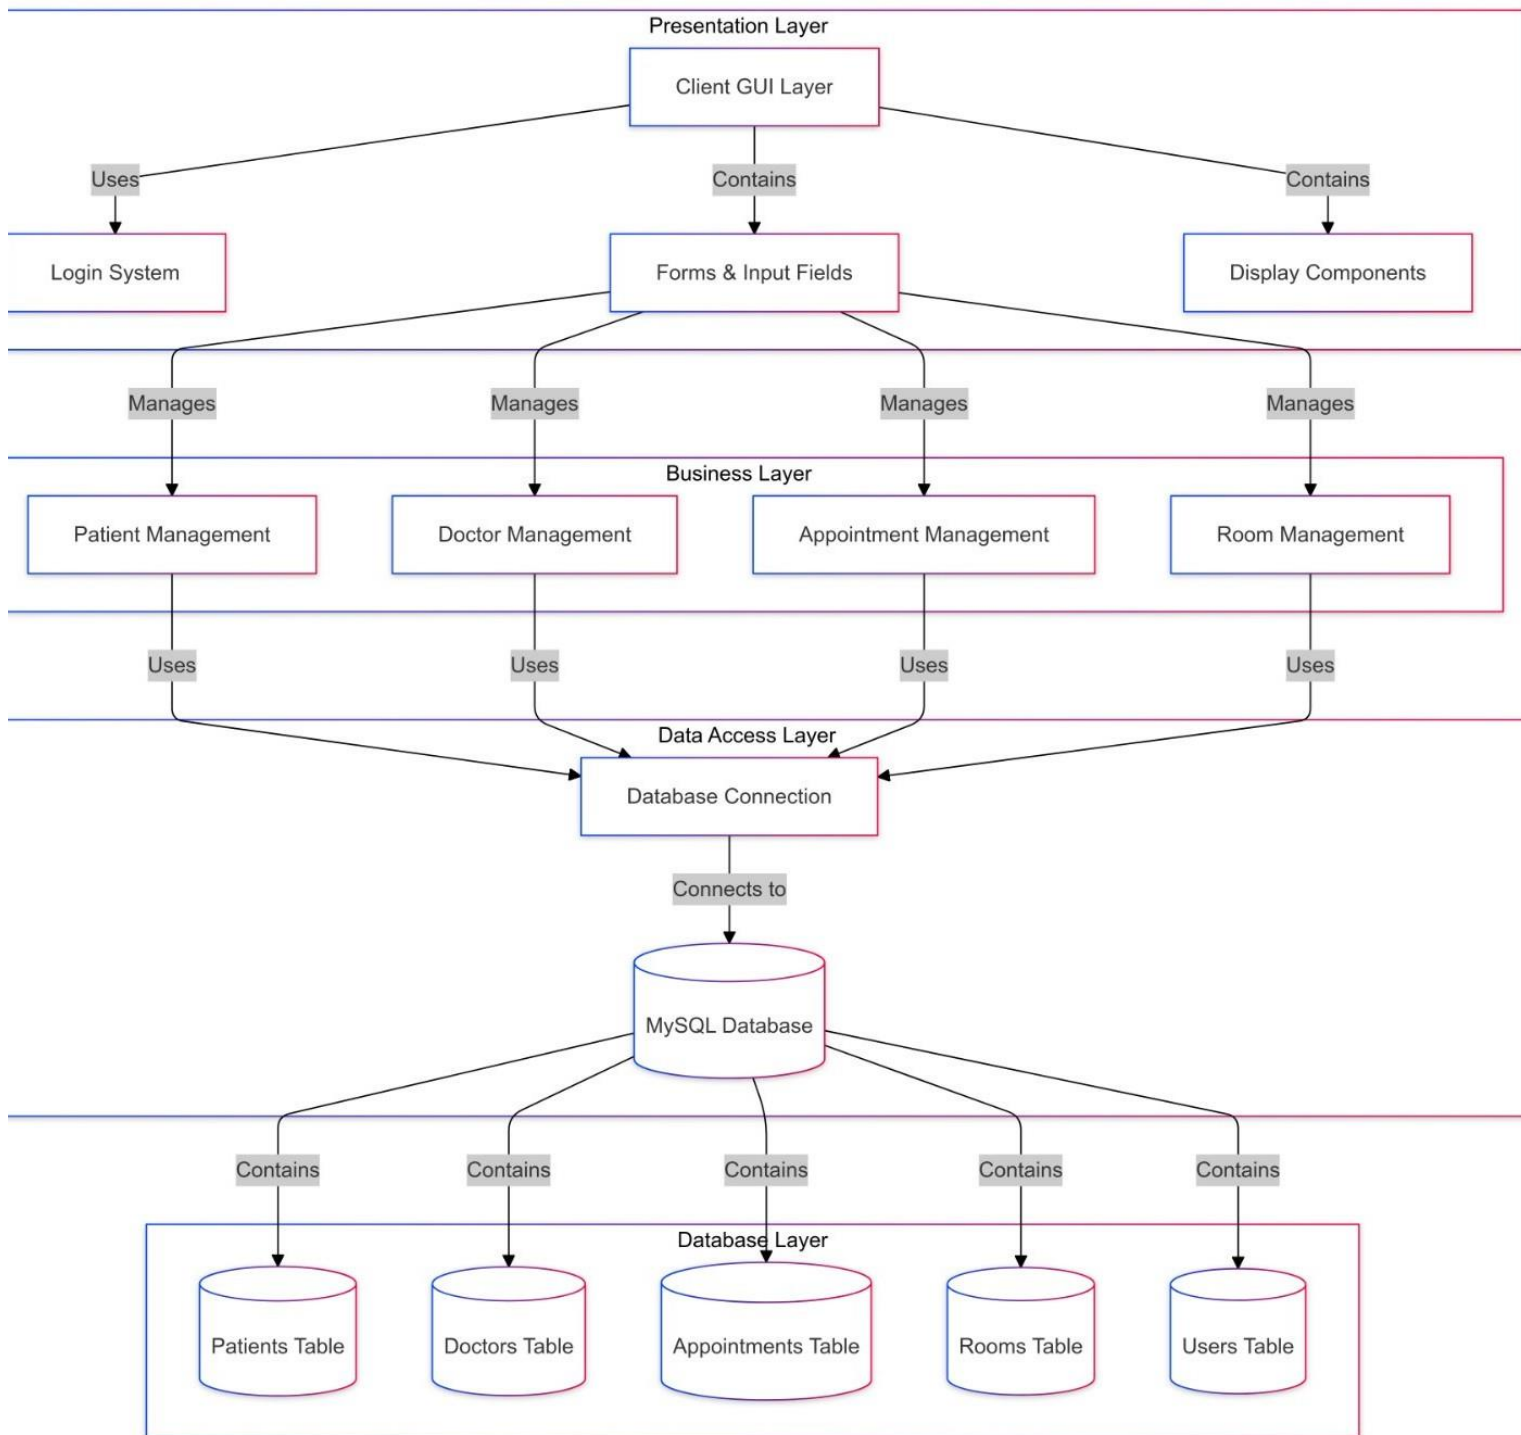 Presentation Layer
Client GUI Layer
Uses
Contains
Contains
Login System
Forms & Input Fields
Display Components
Manages
Manages
Manages
Manages
Business Layer
Patient Management
Doctor Management
Appointment Management
Room Management
Uses
Uses
Uses
Uses
Data Access Layer
Database Connection
Connects to
MySQL Database
Contains
Contains
Contains
Contains
Contains
Database Layer
Patients Table
Doctors Table
Appointments Table
Rooms Table
Users Table